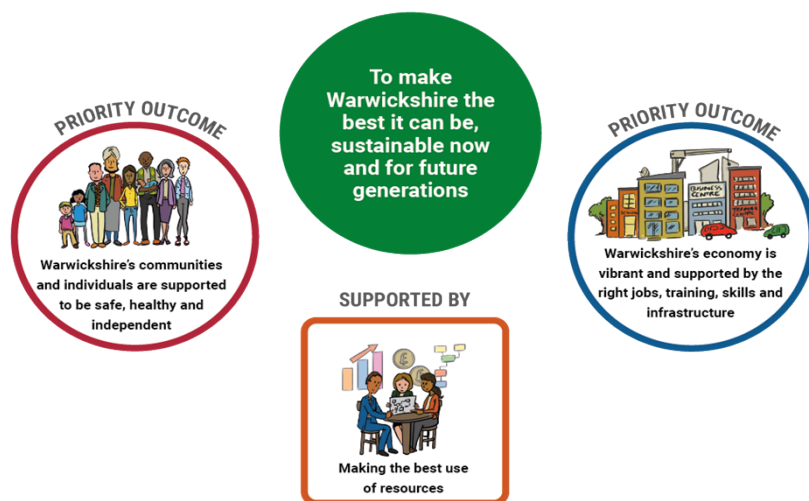 To make
Warwickshire the
best it can be,
sustainable now
and for future
generations
PRIORITY OUTCOME
Warwickshire's communities
and individuals are supported
to be safe, healthy and
independent
PRIORITY OUTCOME
BUSINESS
CENTRE
Warwickshire's economy is
vibrant and supported by the
right jobs, training, skills and
infrastructure
SUPPORTED BY
££
Making the best use
of resources